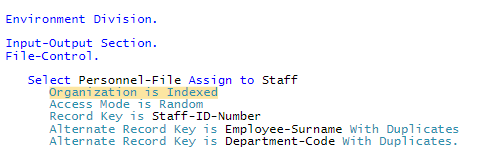 Environment Division.
Input-Output Section.
File-Control.
Select Personnel-File Assign to Staff
Organization is Indexed
Access Mode is Random
Record Key is Staff-ID-Number
Alternate Record Key is Employee-Surname With Duplicates
Alternate Record Key is Department-Code With Duplicates.